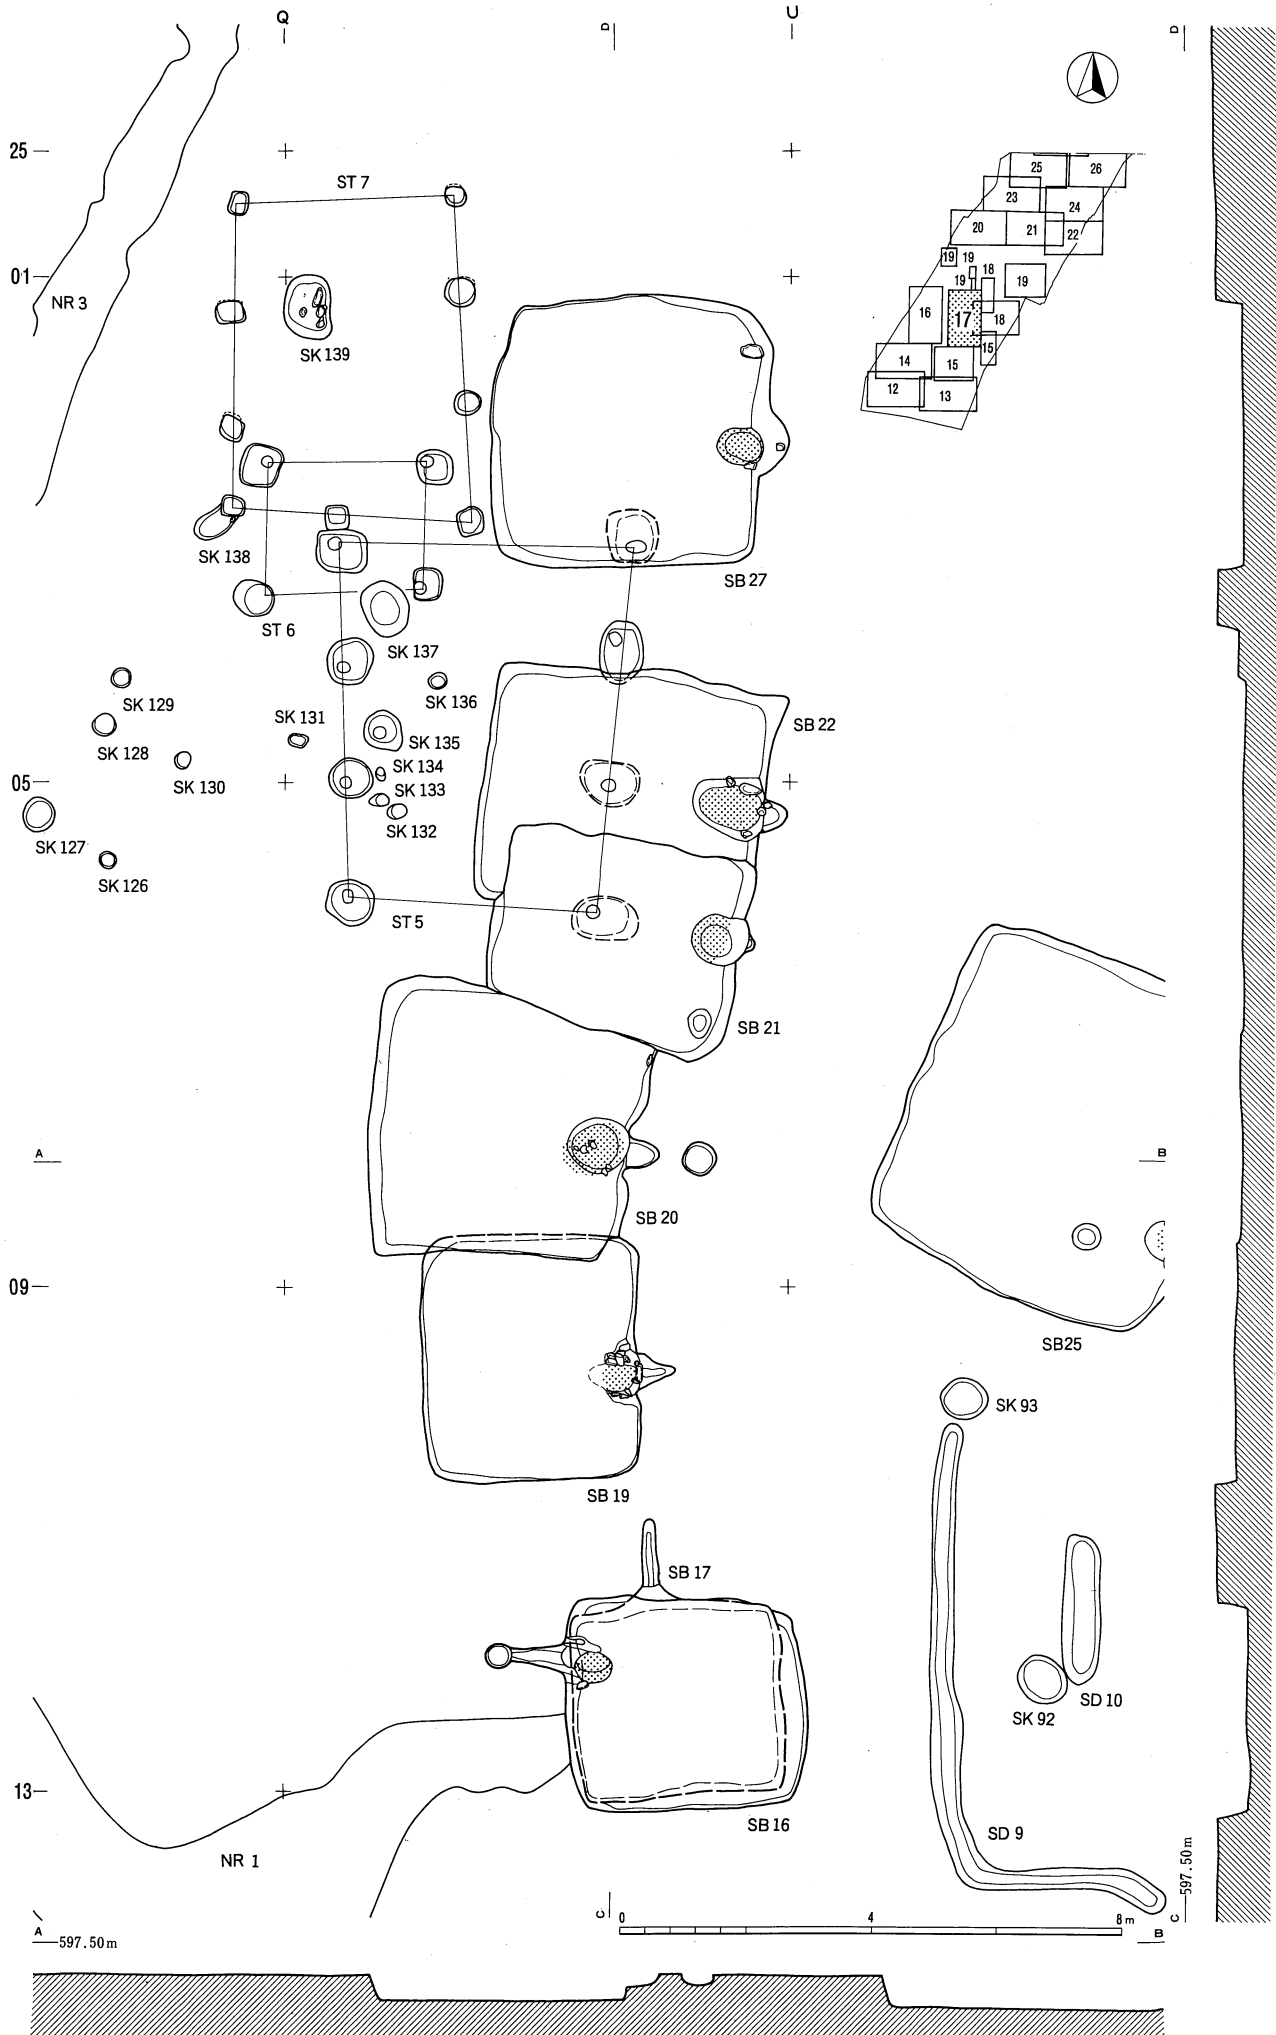 Q
D
U
D
25
ST 7
25
26
23
24
20
21
22
01
19
19
18
19
19
NR 3
16
17
18
SK 139
15
14
15
12
13
SK 138
SB 27
ST 6
SK 137
SK 129
SK 136
SK 131
SB 22
SK 128
SK 135
SK 134
05
SK 130
SK 133
SK 132
SK 127
SK 126
ST 5
SB 21
A
B
SB 20
09
SB25
SK 93
SB 19
SB 17
SD 10
SK 92
13
SB 16
SD 9
NR 1
597.50m
C
C
0
4
8 m
A
597.50m
B